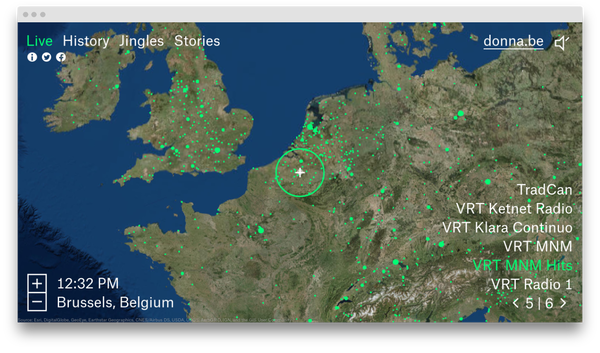 Live History Jingles Stories
donna.be
TradCan
VRT Ketnet Radio
VRT Klara Continuo
VRT MNM
VRT MNM Hits
VRT Radio 1
5 | 6
12:32 PM
Brussels, Belgium